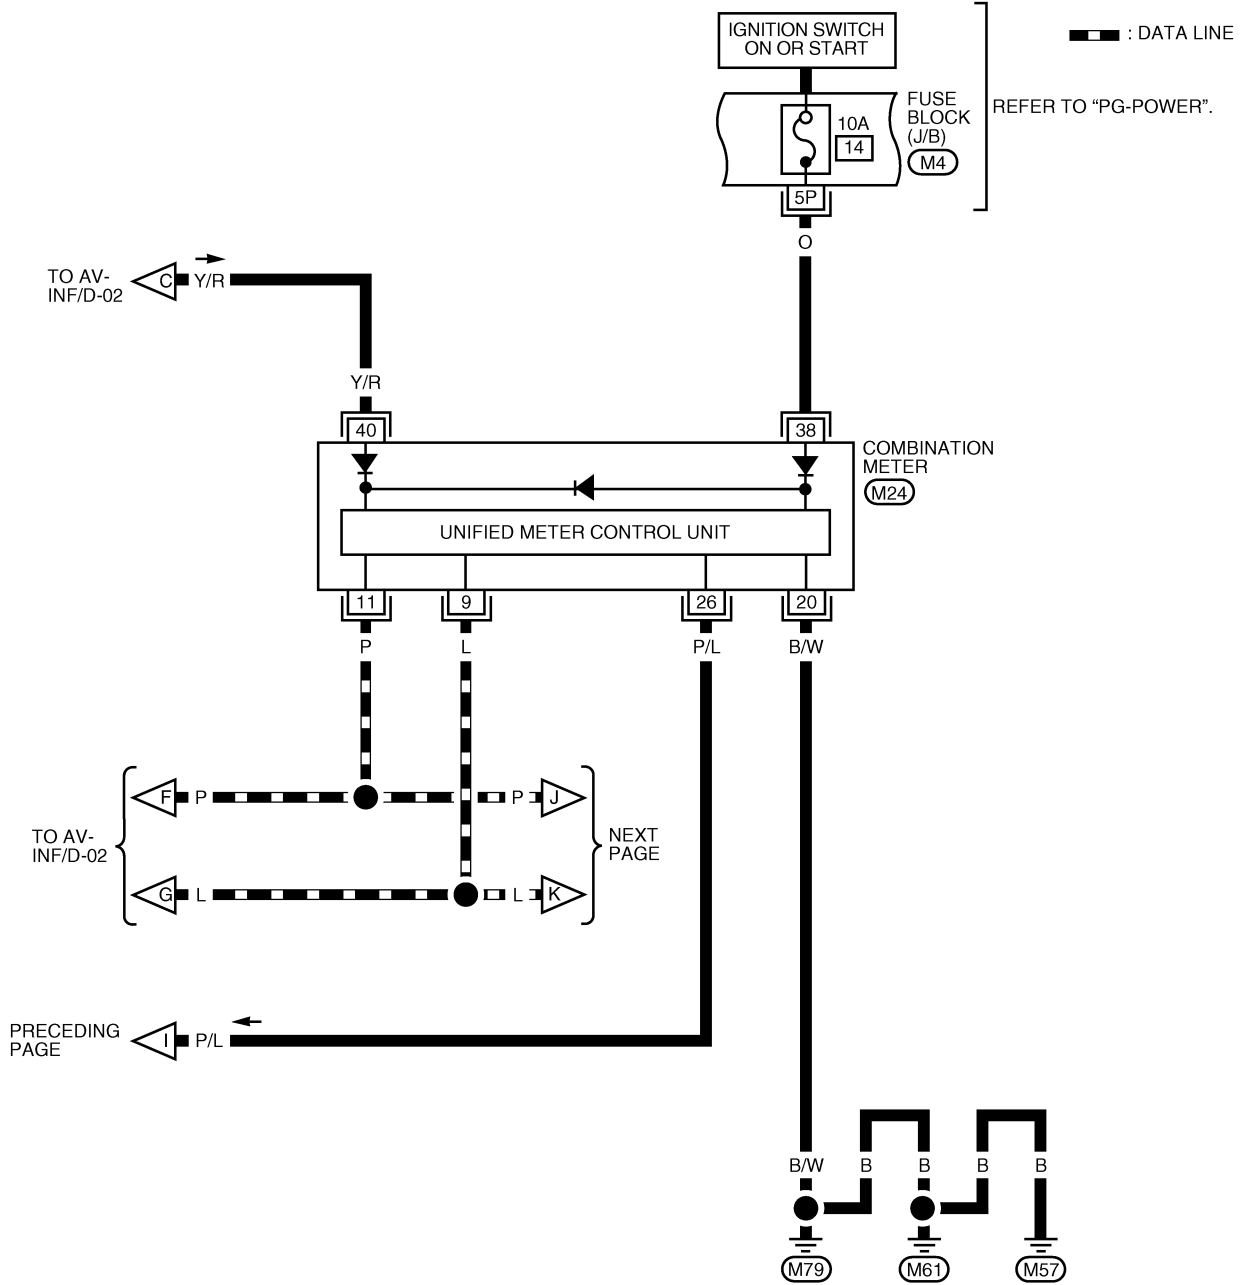 IGNITION SWITCH
ON OR START
: DATA LINE
FUSE
BLOCK
(J/B)
M4
REFER TO “PG-POWER”.
10A
14
5P
O
TO AV-
INF/D-02
C
Y/R
Y/R
40
38
COMBINATION
METER
M24
UNIFIED METER CONTROL UNIT
11
9
26
20
P
L
P/L
B/W
TO AV-
INF/D-02
F
P
P
J
G
L
L
K
NEXT
PAGE
PRECEDING
PAGE
I
P/L
B/W
B
B
B
B
M79
M61
M57